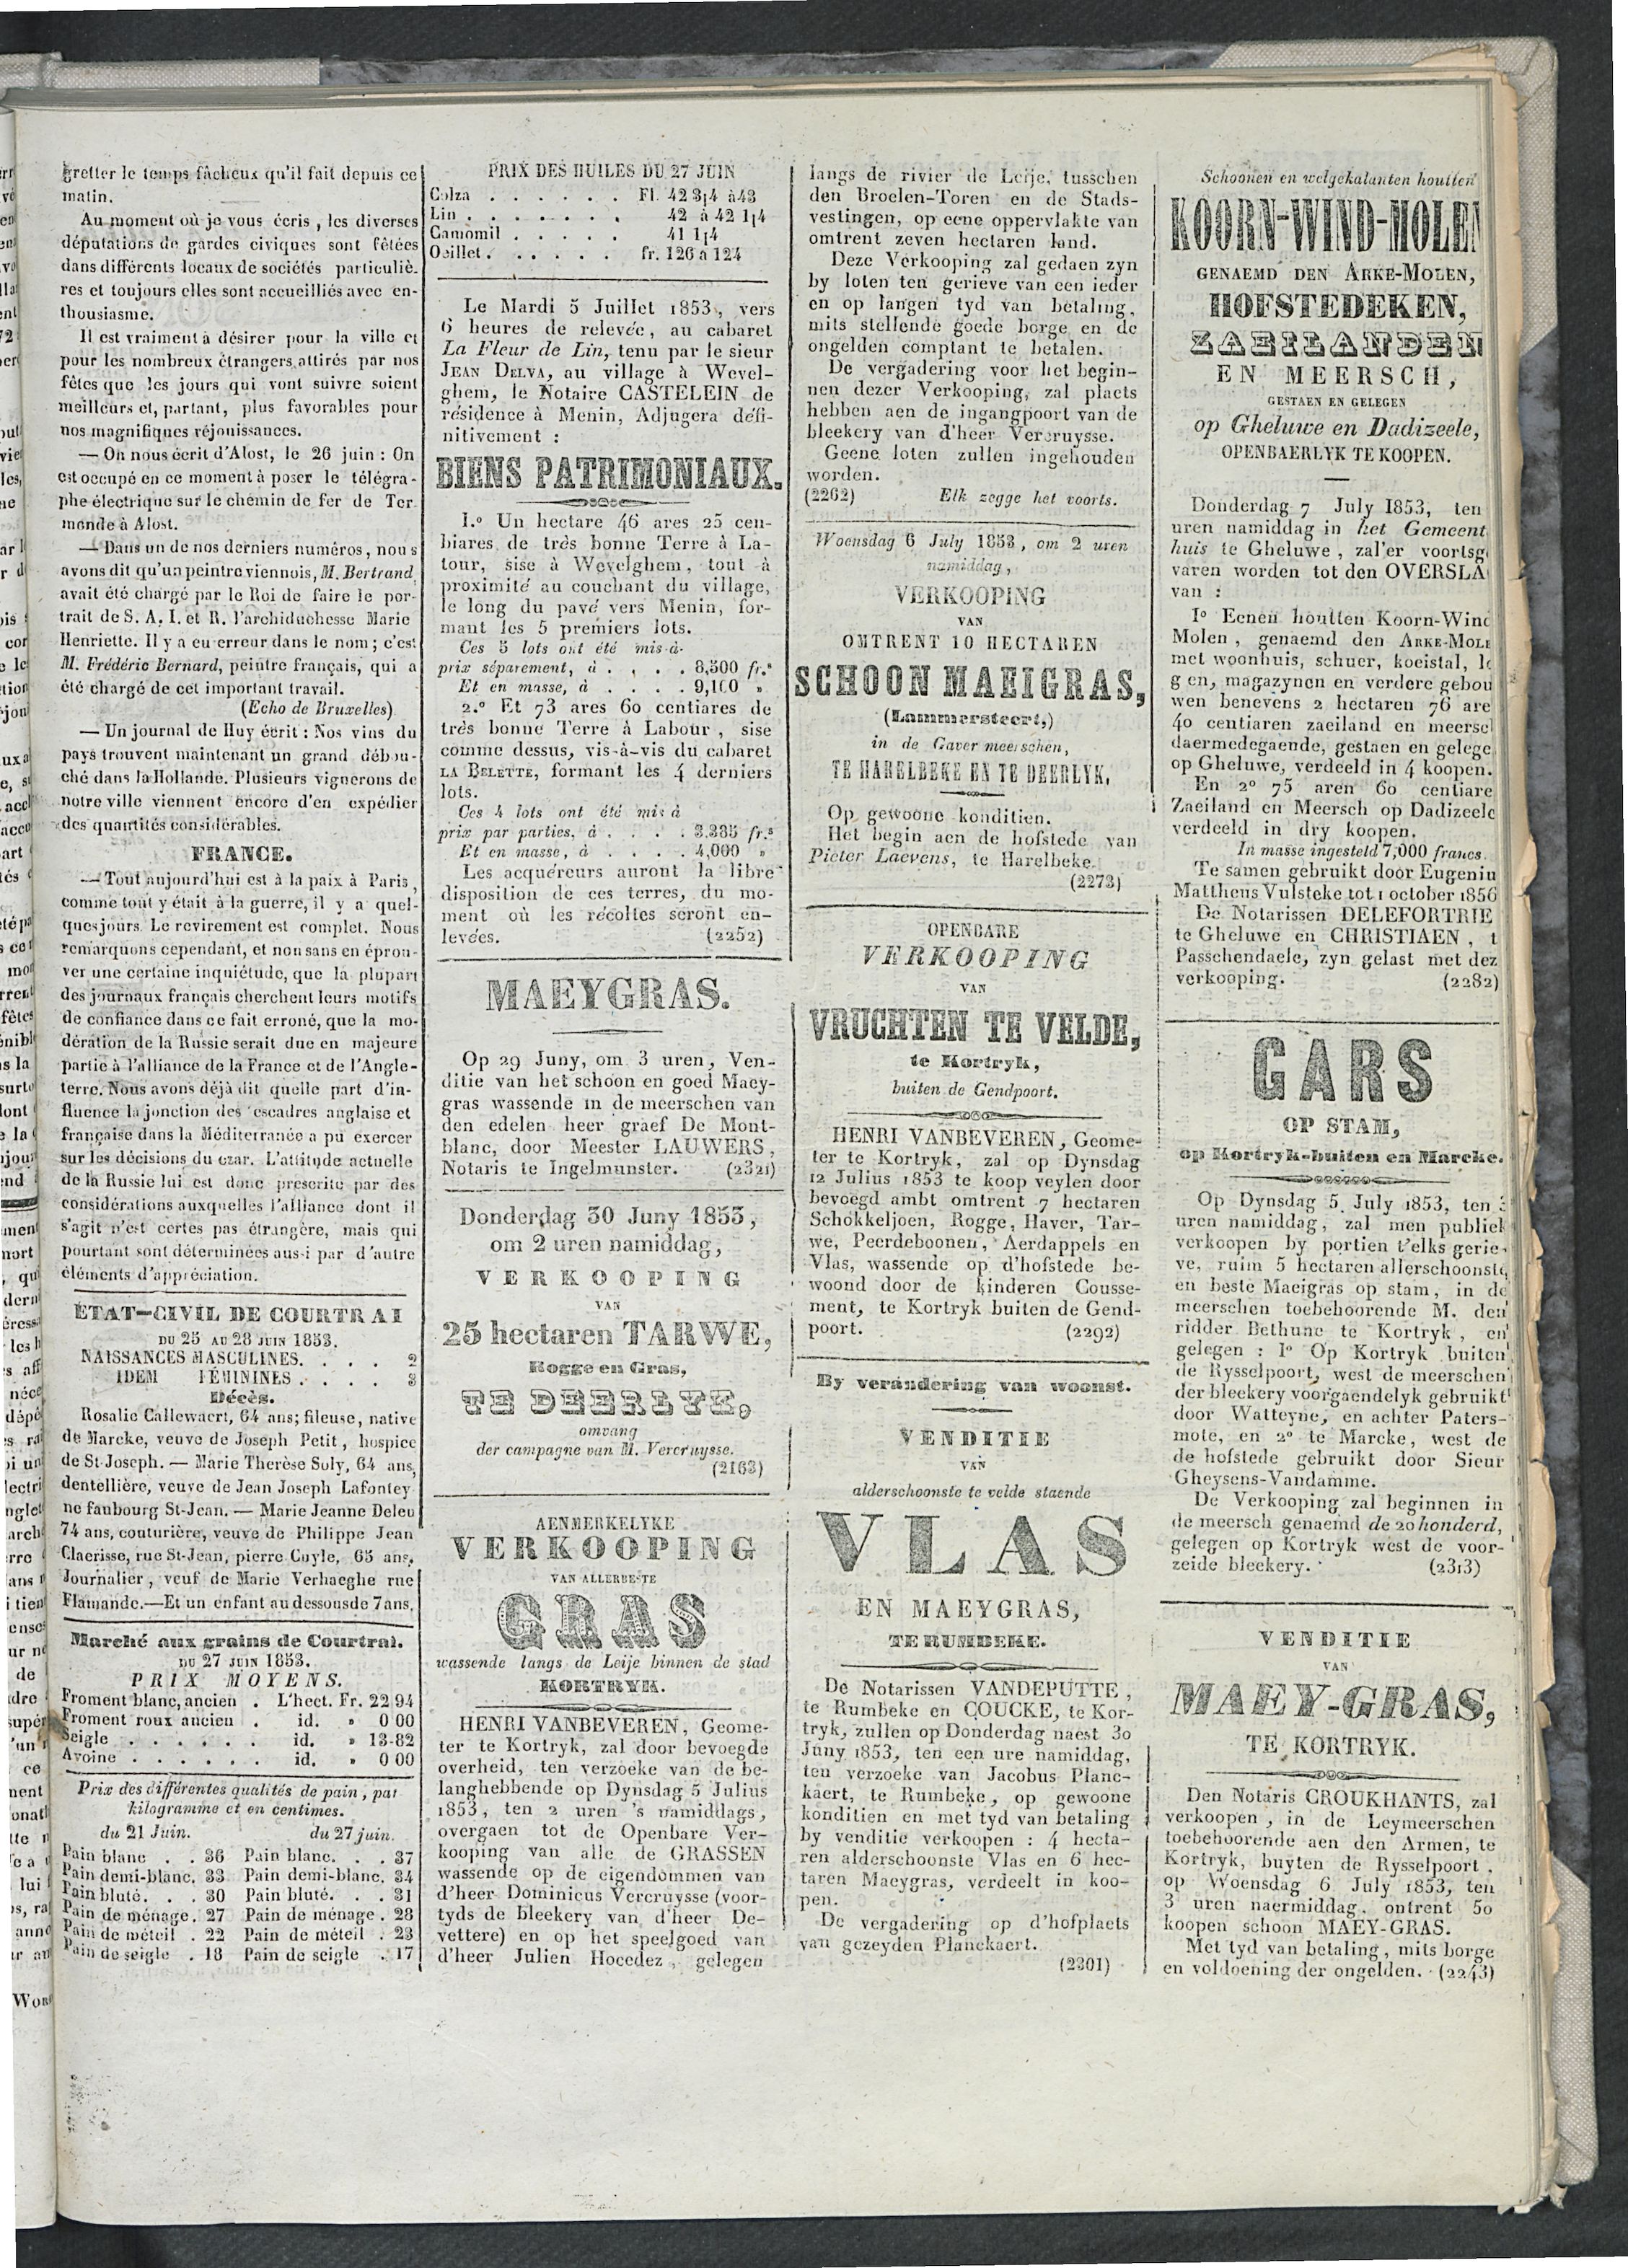 gretter le temps fâcheux qu'il fait depuis ce
matin.
Au moment où je vous écris , les diverses
députations de gardes civiques sont fêtées
dans différents locaux de sociétés particuliè-
res et toujours elles sont accueilliés avec en-
thousiasme.
Il est vraiment à désirer pour la ville et
pour les nombreux étrangers attirés par nos
fêtes que les jours qui vont suivre soient
meilleurs et, partant, plus favorables pour
nos magnifiques réjouissances.
— On nous écrit d'Alost, le 26 juin : On
est occupé en ce moment à poser le télégra-
phe électrique sur le chemin de fer de Ter
monde à Alost.
— Dans un de nos derniers numéros, nous
avons dit qu'un peintre viennois, M. Bertrand
avait été chargé par le Roi de faire le por-
trait de S. A. I. et R. l'archiduchesse Marie
Henriette. Il y a eu erreur dans le nom ; c'est
M. Frédéric Bernard, peintre français, qui a
été chargé de cet important travail.
(Echo de Bruxelles)
— Un journal de Huy écrit : Nos vins du
pays trouvent maintenant un grand débou-
ché dans la Hollande. Plusieurs vignerons de
notre ville viennent encore d'en expédier
des quantités considérables.
FRANCE.
— Tout aujourd'hui est à la paix à Paris,
comme tout y était à la guerre, il y a quel-
ques jours. Le revirement est complet. Nous
remarquons cependant, et non sans en éprou-
ver une certaine inquiétude, que la plupart
des journaux français cherchent leurs motifs
de confiance dans ce fait erroné, que la mo-
dération de la Russie serait due en majeure
partie à l'alliance de la France et de l'Angle-
terre. Nous avons déjà dit quelle part d'in-
fluence la jonction des escadres anglaise et
française dans la Méditerranée a pu exercer
sur les décisions du czar. L'attitude actuelle
de la Russie lui est donc prescrite par des
considérations auxquelles l'alliance dont il
s'agit n'est certes pas étrangère, mais qui
pourtant sont déterminées aussi par d'autre
éléments d'appréciation.
ETAT-CIVIL DE COURTRAI
DU 25 AU 28 JUIN 1853.
NAISSANCES MASCULINES. . . . 2
IDEM FÉMININES . . . . 3
Décès.
Rosalie Callewaert, 64 ans; fileuse, native
de Marcke, veuve de Joseph Petit, hospice
de St Joseph. — Marie Therèse Soly, 64 ans,
dentellière, veuve de Jean Joseph Lafontey
ne faubourg St-Jean. — Marie Jeanne Deleu
74 ans, couturière, veuve de Philippe Jean
Claerisse, rue St-Jean, pierre Cuyle, 65 ans,
Journalier, veuf de Marie Verhaeghe rue
Flamande.—Et un enfant au dessous de 7 ans.
Marché aux grains de Courtrai.
DU 27 JUIN 1853.
PRIX MOYENS.
Froment blanc, ancien . L'hect. Fr. 22 94
Froment roux ancien . id. » 0 00
Seigle . . . . . . id. » 13-82
Avoine . . . . . . id. » 0 00
Prix des différentes qualités de pain, par
kilogramme et en centimes.
du 21 Juin. du 27 juin.
Pain blanc . . 36 Pain blanc. . . 37
Pain demi-blanc. 33 Pain demi-blanc. 34
Pain bluté. . . 30 Pain bluté. . . 31
Pain de ménage. 27 Pain de ménage . 28
Pain de méteil . 22 Pain de méteil . 23
Pain de seigle . 18 Pain de seigle . 17
PRIX DES HUILES DU 27 JUIN
Colza . . . . . . Fl. 42 3/4 à 43
Lin . . . . . . . 42 à 42 1/4
Camomil . . . . . 41 1/4
Oeillet . . . . . . fr. 126 à 124
Le Mardi 5 Juillet 1853, vers
6 heures de relevée, au cabaret
La Fleur de Lin, tenu par le sieur
JEAN DELVA, au village à Wevel-
ghem, le Notaire CASTELEIN de
résidence à Menin, Adjugera défi-
nitivement :
BIENS PATRIMONIAUX.
1.º Un hectare 46 ares 25 cen-
tiares de très bonne Terre à La-
tour, sise à Wevelghem, tout à
proximité au couchant du village,
le long du pavé vers Menin, for-
mant les 5 premiers lots.
Ces 5 lots ont été mis-à-
prix séparement, à . . . . 8,500 fr.s
Et en masse, à . . . . 9,100 »
2.º Et 73 ares 60 centiares de
très bonne Terre à Labour, sise
comme dessus, vis-à-vis du cabaret
LA BELETTE, formant les 4 derniers
lots.
Ces 4 lots ont été mis à
prix par parties, à . . . . 3,385 fr.s
Et en masse, à . . . . 4,000 »
Les acquéreurs auront la libre
disposition de ces terres, du mo-
ment où les récoltes seront en-
levées. (2252)
MAEYGRAS.
Op 29 Juny, om 3 uren, Ven-
ditie van het schoon en goed Maey-
gras wassende in de meerschen van
den edelen heer graef De Mont-
blanc, door Meester LAUWERS,
Notaris te Ingelmunster. (2321)
Donderdag 30 Juny 1853,
om 2 uren namiddag,
VERKOOPING
VAN
25 hectaren TARWE,
Rogge en Gras,
TE DEERLYK,
omvang
der campagne van M. Vercruysse.
(2163)
AENMERKELYKE
VERKOOPING
VAN ALLERBESTE
GRAS
wassende langs de Leije binnen de stad
KORTRYK.
HENRI VANBEVEREN, Geome-
ter te Kortryk, zal door bevoegde
overheid, ten verzoeke van de be-
langhebbende op Dynsdag 5 Julius
1853, ten 2 uren 's namiddags,
overgaen tot de Openbare Ver-
kooping van alle de GRASSEN
wassende op de eigendommen van
d'heer Dominicus Vercruysse (voor-
tyds de bleekery van d'heer De-
vettere) en op het speelgoed van
d'heer Julien Hocedez, gelegen
langs de rivier de Leije, tusschen
den Broelen-Toren en de Stads-
vestingen, op eene oppervlakte van
omtrent zeven hectaren land.
Deze Verkooping zal gedaen zyn
by loten ten gerieve van een ieder
en op langen tyd van betaling,
mits stellende goede borge en de
ongelden comptant te betalen.
De vergadering voor het begin-
nen dezer Verkooping, zal plaets
hebben aen de ingangpoort van de
bleekery van d'heer Vercruysse.
Geene loten zullen ingehouden
worden.
(2262) Elk zegge het voorts.
Woensdag 6 July 1853, om 2 uren
namiddag,
VERKOOPING
VAN
OMTRENT 10 HECTAREN
SCHOON MAEIGRAS,
(Lammersteert,)
in de Gaver meerschen,
TE HARELBEKE EN TE DEERLYK,
Op gewoone konditien.
Het begin aen de hofstede van
Pieter Laevens, te Harelbeke.
(2273)
OPENBARE
VERKOOPING
VAN
VRUCHTEN TE VELDE,
te Kortryk,
buiten de Gendpoort.
HENRI VANBEVEREN, Geome-
ter te Kortryk, zal op Dynsdag
12 Julius 1853 te koop veylen door
bevoegd ambt omtrent 7 hectaren
Schokkeljoen, Rogge, Haver, Tar-
we, Peerdeboonen, Aerdappels en
Vlas, wassende op d'hofstede be-
woond door de kinderen Cousse-
ment, te Kortryk buiten de Gend-
poort. (2292)
By verandering van woonst.
VENDITIE
VAN
alderschoonste te velde staende
VLAS
EN MAEYGRAS,
TE RUMBEKE.
De Notarissen VANDEPUTTE,
te Rumbeke en COUCKE, te Kor-
tryk, zullen op Donderdag naest 30
Juny 1853, ten een ure namiddag,
ten verzoeke van Jacobus Planc-
kaert, te Rumbeke, op gewoone
konditien en met tyd van betaling
by venditie verkoopen : 4 hecta-
ren alderschoonste Vlas en 6 hec-
taren Maeygras, verdeelt in koo-
pen.
De vergadering op d'hofplaets
van gezeyden Planckaert.
(2301)
Schoonen en welgekalanten houtten
KOORN-WIND-MOLEN
GENAEMD DEN ARKE-MOLEN,
HOFSTEDEKEN,
ZAEILANDEN
EN MEERSCH,
GESTAEN EN GELEGEN
op Gheluwe en Dadizeele,
OPENBAERLYK TE KOOPEN.
Donderdag 7 July 1853, ten
uren namiddag in het Gemeent
huis te Gheluwe, zal'er voortsg
varen worden tot den OVERSLA
van :
1º Eenen houtten Koorn-Wind
Molen, genaemd den ARKE-MOLE
met woonhuis, schuer, koeistal, lo
gen, magazynen en verdere gebou
wen benevens 2 hectaren 76 are
40 centiaren zaeiland en meersch
daermedegaende, gestaen en gelege
op Gheluwe, verdeeld in 4 koopen.
En 2º 75 aren 60 centiare
Zaeiland en Meersch op Dadizeele
verdeeld in dry koopen.
In masse ingesteld 7,000 francs.
Te samen gebruikt door Eugeniu
Mattheus Vulsteke tot 1 october 1856
De Notarissen DELEFORTRIE
te Gheluwe en CHRISTIAEN, t
Passchendaele, zyn gelast met dez
verkooping. (2282)
GARS
OP STAM,
op Kortryk-buiten en Marcke.
Op Dynsdag 5 July 1853, ten 3
uren namiddag, zal men publiek
verkoopen by portien t'elks gerie-
ve, ruim 5 hectaren allerschoonste
en beste Maeigras op stam, in de
meerschen toebehoorende M. den
ridder Bethune te Kortryk, en
gelegen : 1º Op Kortryk buiten
de Rysselpoort, west de meerschen
der bleekery voorgaendelyk gebruikt
door Watteyne, en achter Paters-
mote, en 2º te Marcke, west de
de hofstede gebruikt door Sieur
Gheysens-Vandamme.
De Verkooping zal beginnen in
de meersch genaemd de 20 honderd,
gelegen op Kortryk west de voor-
zeide bleekery. (2313)
VENDITIE
VAN
MAEY-GRAS,
TE KORTRYK.
Den Notaris CROUKHANTS, zal
verkoopen, in de Leymeerschen
toebehoorende aen den Armen, te
Kortryk, buyten de Rysselpoort,
op Woensdag 6 July 1853, ten
3 uren naermiddag, ontrent 50
koopen schoon MAEY-GRAS.
Met tyd van betaling, mits borge
en voldoening der ongelden. (2243)